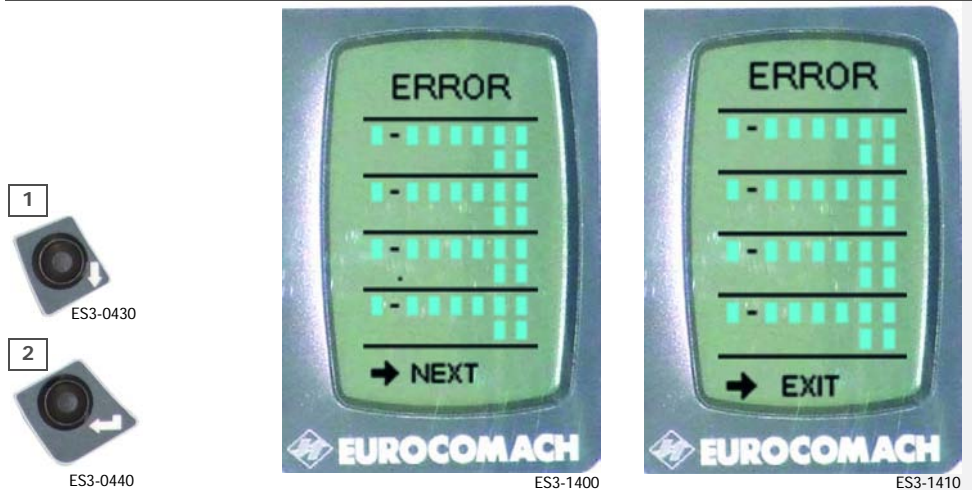 1
ES3-0430
2
ES3-0440
ERROR
-
-
-
-
NEXT
EUROCOMACH
ES3-1400
ERROR
-
-
-
-
EXIT
EUROCOMACH
ES3-1410